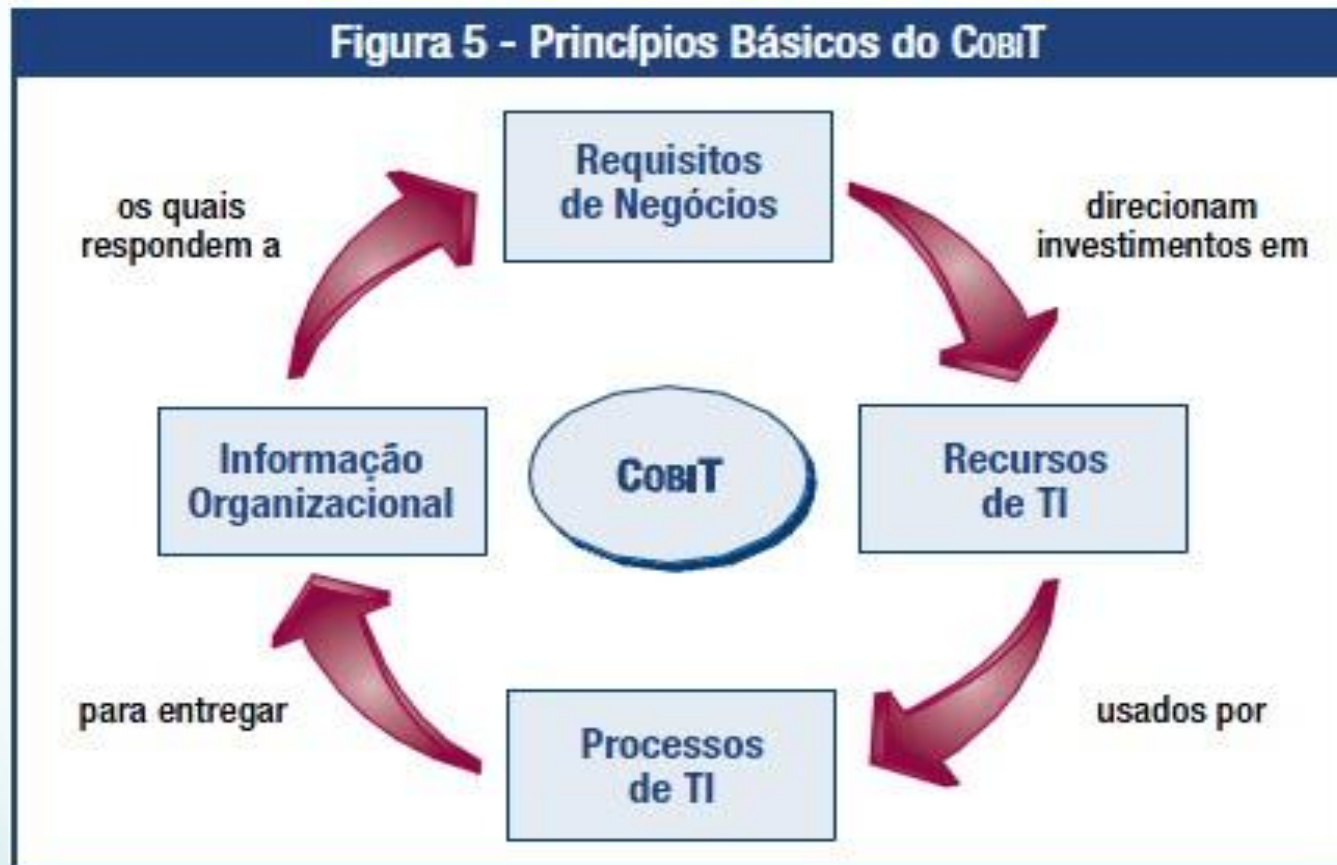 Figura 5 - Princípios Básicos do COBIT
Requisitos
de Negócios
direcionam
investimentos em
Recursos
de TI
usados por
Processos
de TI
para entregar
Informação
Organizacional
os quais
respondem a
COBIT